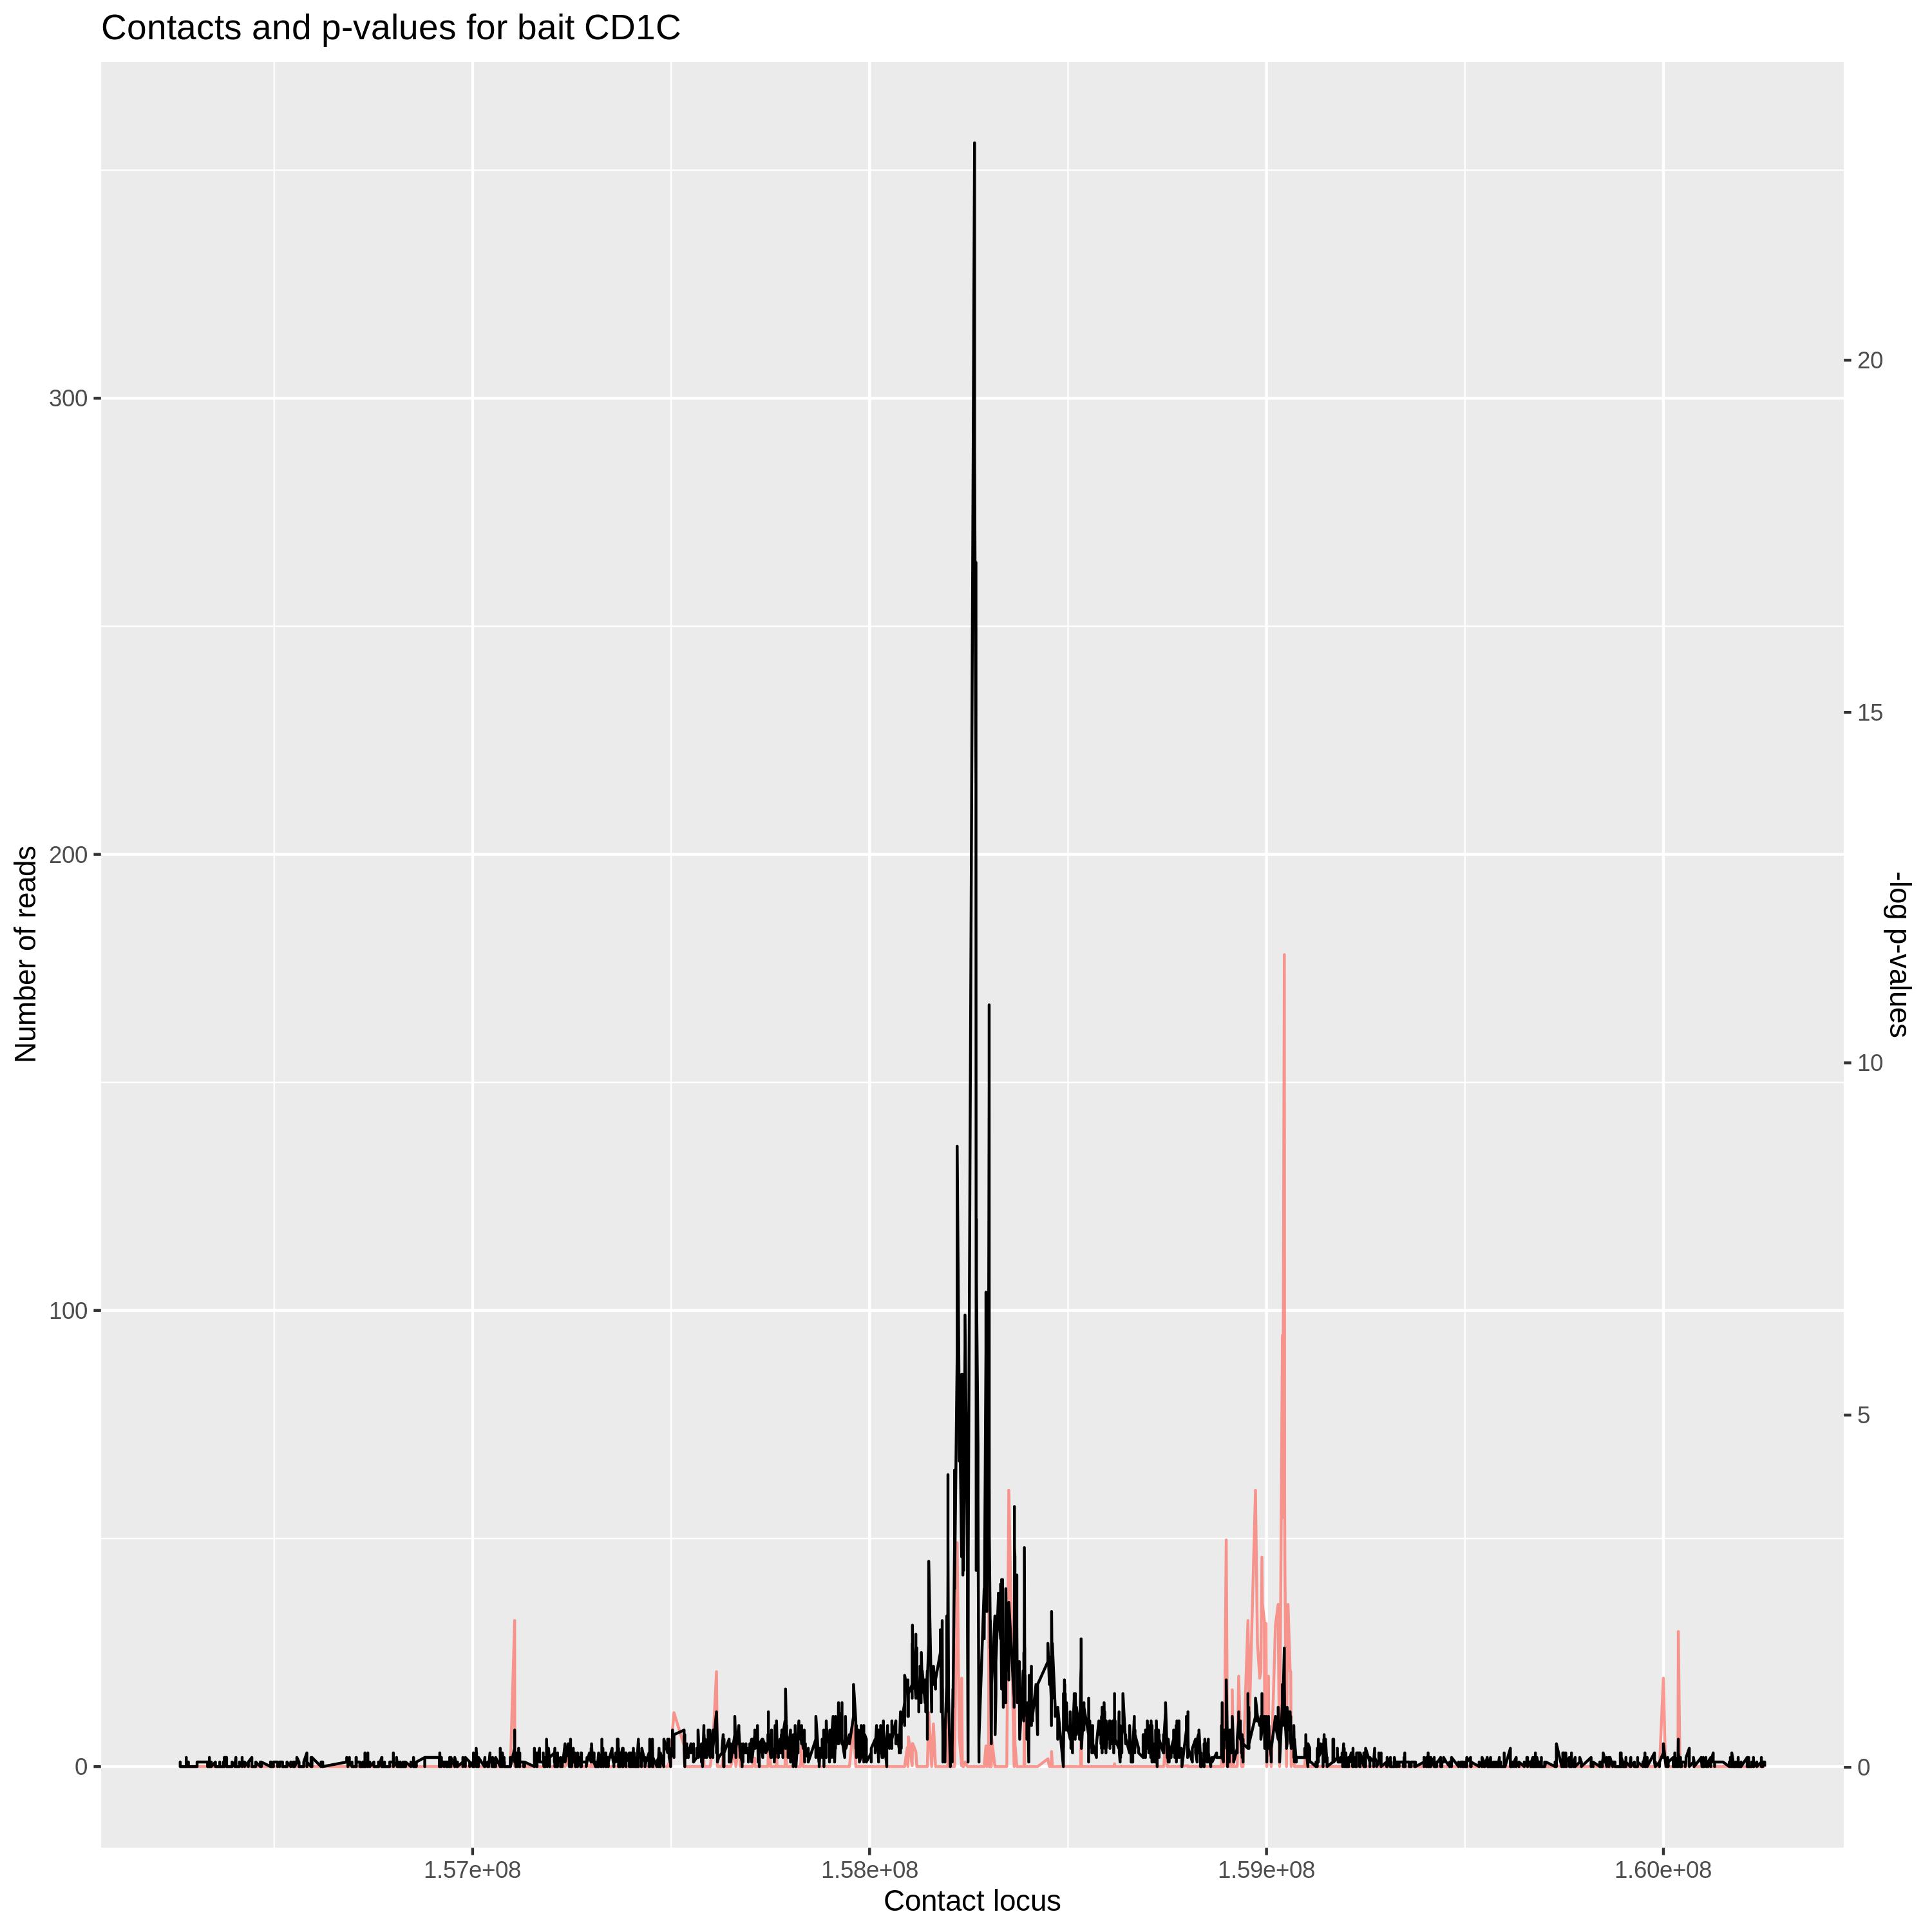 Contacts and p-values for bait CD1C
Number of reads
300
200
100
0
20
15
10
5
0
-log p-values
1.57e+08
1.58e+08
1.59e+08
1.60e+08
Contact locus